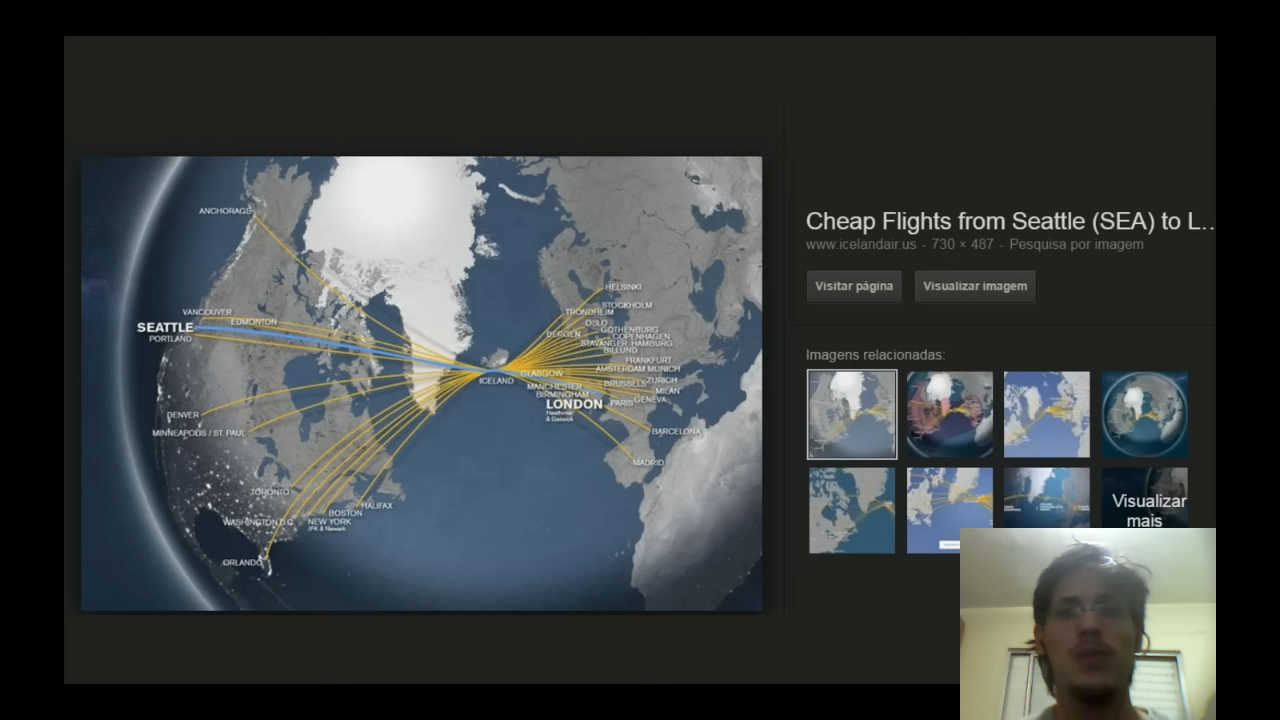 ANCHORAGE
VANCOUVER
EDMONTON
SEATTLE
PORTLAND
DENVER
MINNEAPOLIS / ST. PAUL
TORONTO
WASHINGTON D.C.
NEW YORK
JFK & Newark
BOSTON
HALIFAX
ORLANDO
ICELAND
HELSINKI
STOCKHOLM
TRONDHEIM
OSLO
BERGEN
GOTHENBURG
COPENHAGEN
STAVANGER HAMBURG
BILLUND
FRANKFURT
GLASGOW
AMSTERDAM MUNICH
MANCHESTER
BRUSSELS
ZURICH
BIRMINGHAM
MILAN
LONDON
Heathrow
& Gatwick
PARIS
GENEVA
BARCELONA
MADRID
Cheap Flights from Seattle (SEA) to L...
www.icelandair.us - 730 × 487 - Pesquisa por imagem
Visitar página
Visualizar imagem
Imagens relacionadas:
Visualizar
mais